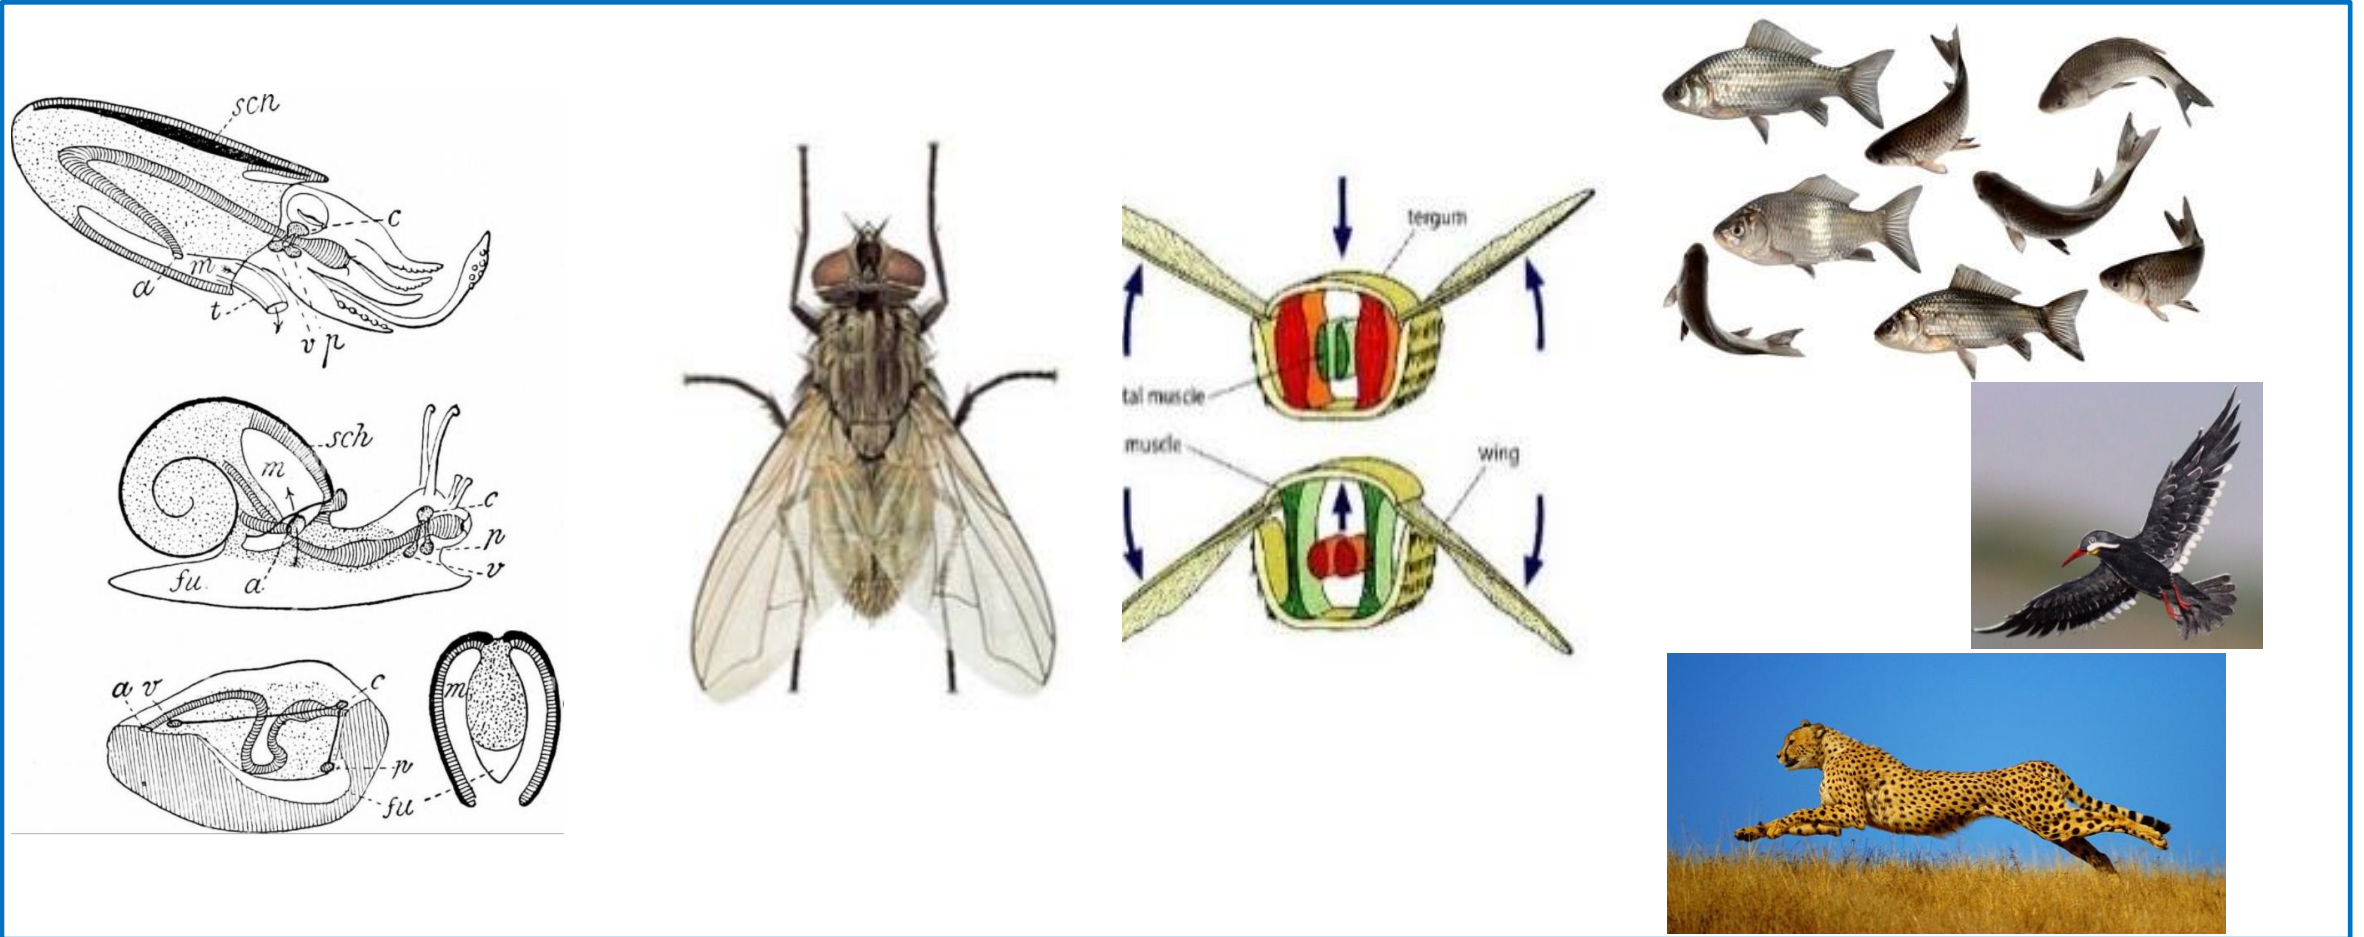 scn
c
m
a
t
v p
sch
m
c
p
v
fu.
a.
a v
c
m
p
fu
tergum
tal muscle
muscle
wing